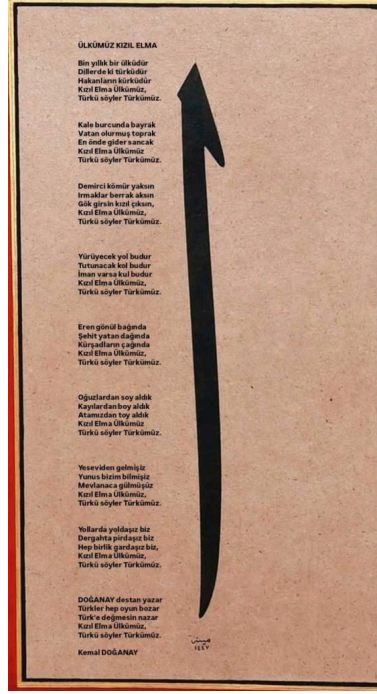 ÜLKÜMÜZ KIZIL ELMA
Bin yıllık bir ülküdür
Dillerde ki türküdür
Hakanların kürküdür
Kızıl Elma Ülkümüz,
Türkü söyler Türkümüz.
Kale burcunda bayrak
Vatan olurmuş toprak
En önde gider sancak
Kızıl Elma Ülkümüz
Türkü söyler Türkümüz.
Demirci kömür yaksın
Irmaklar berrak aksın
Gök girsin kızıl çıksın,
Kızıl Elma Ülkümüz,
Türkü söyler Türkümüz.
Yürüyecek yol budur
Tutunacak kol budur
İman varsa kul budur
Kızıl Elma Ülkümüz,
Türkü söyler Türkümüz.
Eren gönül bağında
Şehit yatan dağında
Kürşadların çağında
Kızıl Elma Ülkümüz,
Türkü söyler Türkümüz.
Oğuzlardan soy aldık
Kayılardan boy aldık
Atamızdan toy aldık
Kızıl Elma Ülkümüz
Türkü söyler Türkümüz.
Yeseviden gelmişiz
Yunus bizim bilmişiz
Mevlanaca gülmüşüz
Kızıl Elma Ülkümüz,
Türkü söyler Türkümüz.
Yollarda yoldaşız biz
Dergahta pirdaşız biz
Hep birlik gardaşız biz,
Kızıl Elma Ülkümüz,
Türkü söyler Türkümüz.
DOĞANAY destan yazar
Türkler hep oyun bozar
Türk'e değmesin nazar
Kızıl Elma Ülkümüz,
Türkü söyler Türkümüz.
Kemal DOĞANAY
ا
١٤٤٢